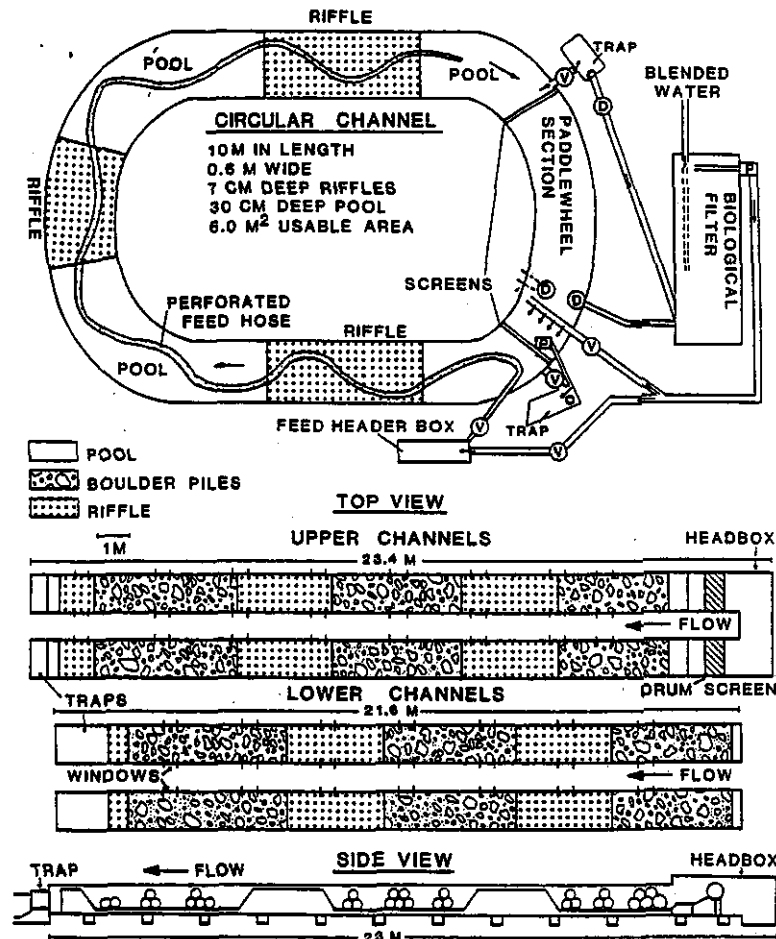 RIFFLE
POOL
POOL
V
TRAP
D
BLENDED
WATER
CIRCULAR CHANNEL
10M IN LENGTH
0.6 M WIDE
7 CM DEEP RIFFLES
30 CM DEEP POOL
6.0 M² USABLE AREA
PADDLEWHEEL
SECTION
P
BIOLOGICAL
FILTER
RIFFLE
SCREENS
D
D
PERFORATED
FEED HOSE
RIFFLE
P
V
POOL
V
V
TRAP
FEED HEADER BOX
V
POOL
BOULDER PILES
RIFFLE
1M
TOP VIEW
UPPER CHANNELS
HEADBOX
23.4 M
FLOW
TRAPS
LOWER CHANNELS
DRUM SCREEN
21.6 M
WINDOWS
FLOW
SIDE VIEW
TRAP
FLOW
HEADBOX
23 M